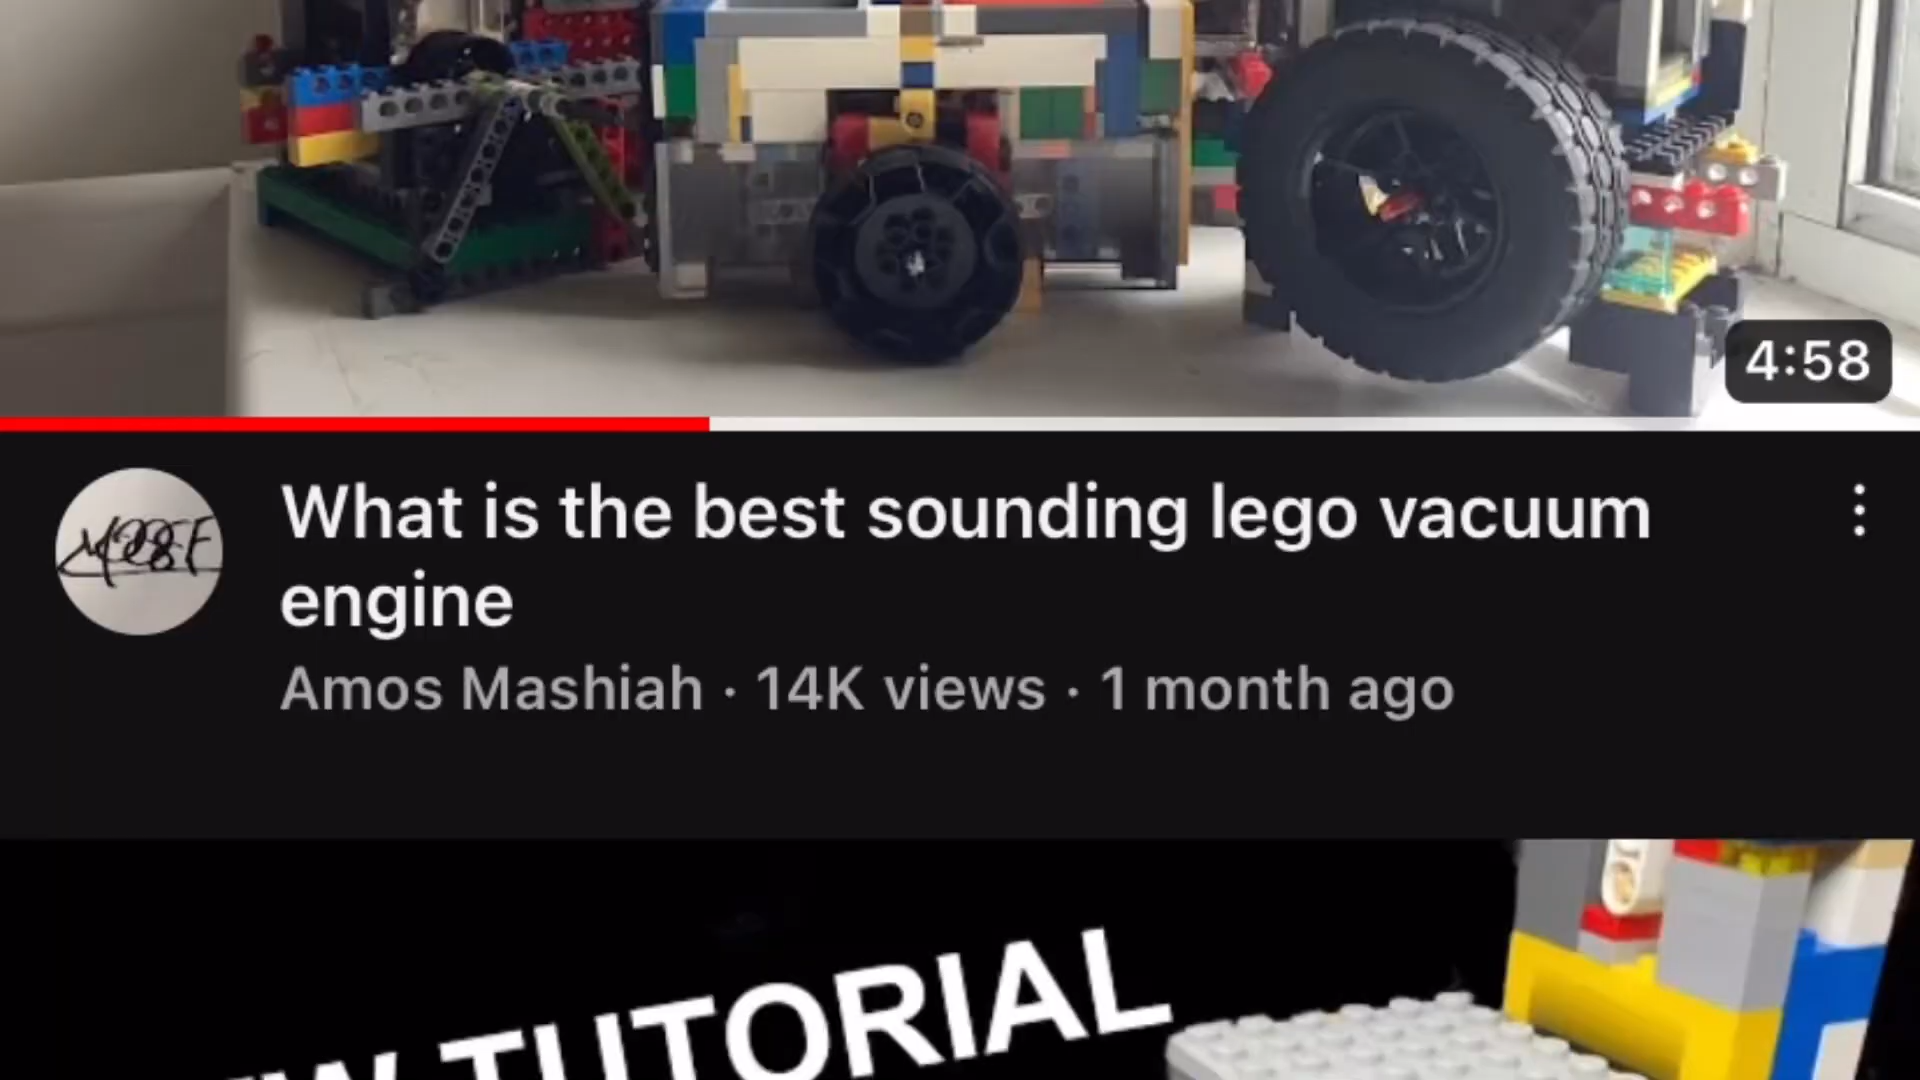 4:58
What is the best sounding lego vacuum
engine
Amos Mashiah · 14K views · 1 month ago
TUTORIAL